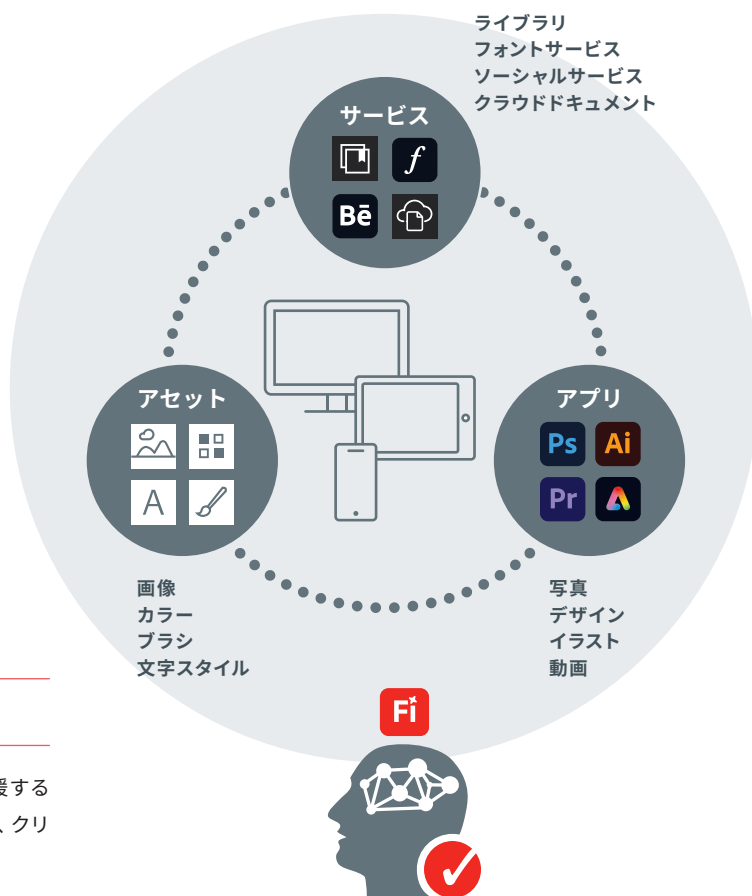 ライブラリ
フォントサービス
ソーシャルサービス
クラウドドキュメント
サービス
f
Bē
アセット
A
アプリ
Ps Ai
Pr
画像
カラー
ブラシ
文字スタイル
写真
デザイン
イラスト
動画
Fi
援する
、クリ